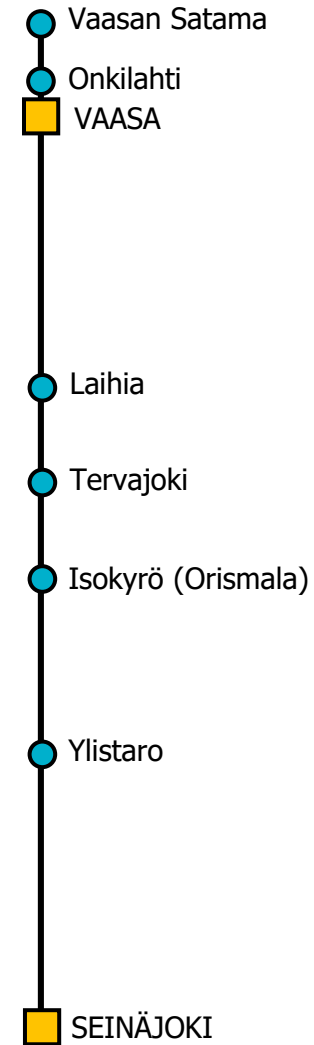 Vaasan Satama
Onkilahti
VAASA
Laihia
Tervajoki
Isokyrö (Orismala)
Ylistaro
SEINÄJOKI